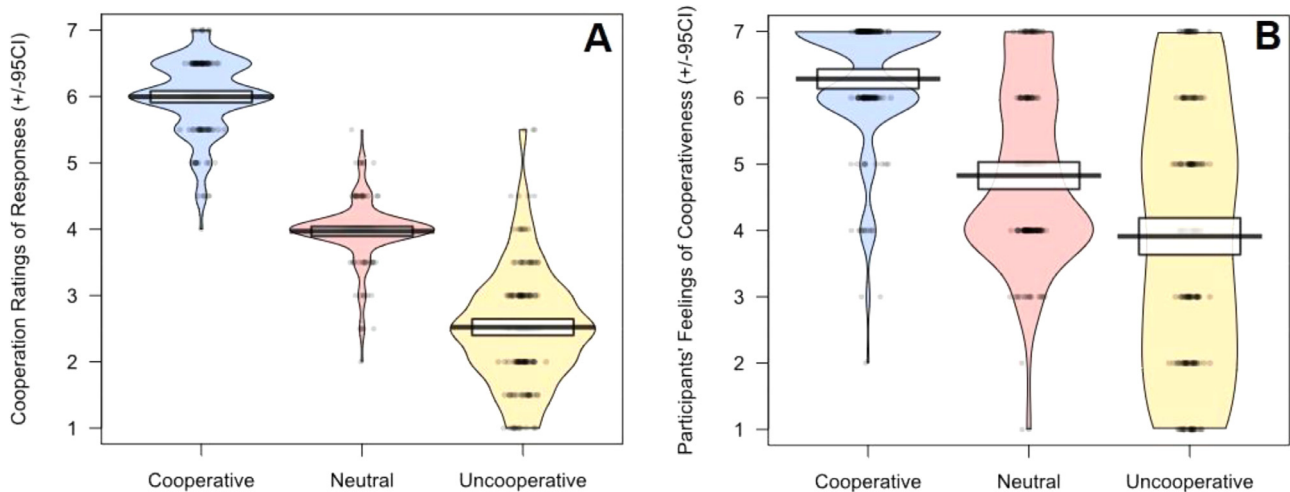 A
Cooperation Ratings of Responses (+/-95CI)
7
6
5
4
3
2
1
Cooperative Neutral Uncooperative
B
Participants' Feelings of Cooperativeness (+/-95CI)
7
6
5
4
3
2
1
Cooperative Neutral Uncooperative